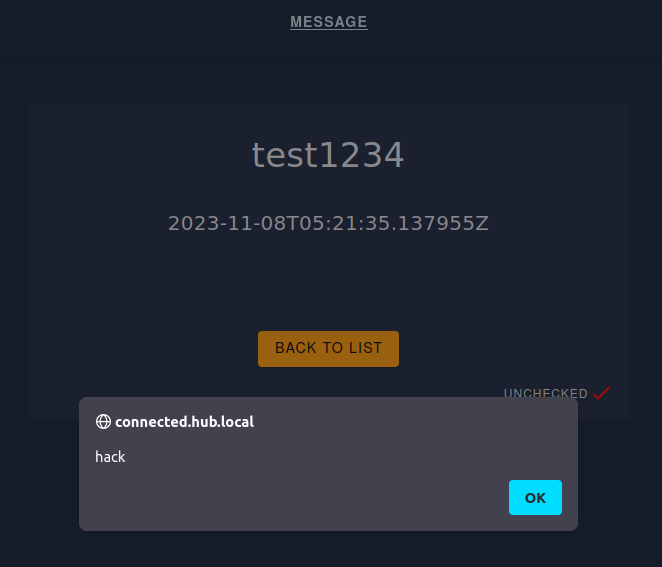 MESSAGE
test1234
2023-11-08T05:21:35.137955Z
BACK TO LIST
UNCHECKED
connected.hub.local
hack
OK